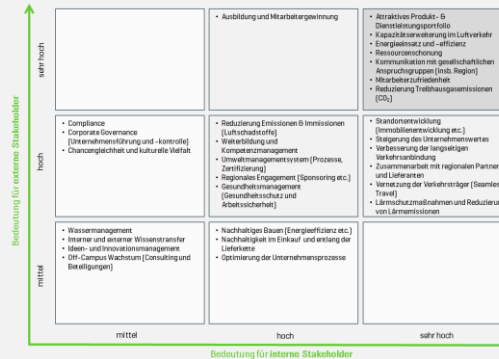 Bedeutung für externe Stakeholder
sehr hoch
• Ausbildung und Mitarbeitergewinnung
• Attraktives Produkt- &
Dienstleistungsportfolio
• Kapazitätserweiterung im Luftverkehr
• Energieeinsatz und -effizienz
• Ressourcenschonung
• Kommunikation mit gesellschaftlichen
Anspruchsgruppen (insb. Region)
• Mitarbeiterzufriedenheit
• Reduzierung Treibhausgasemissionen
(CO₂)
hoch
• Compliance
• Corporate Governance
(Unternehmensführung und -kontrolle)
• Chancengleichheit und kulturelle Vielfalt
• Reduzierung Emissionen & Immissionen
(Luftschadstoffe)
• Weiterbildung und
Kompetenzmanagement
• Umweltmanagementsystem (Prozesse,
Zertifizierung)
• Regionales Engagement (Sponsoring etc.)
• Gesundheitsmanagement
(Gesundheitsschutz und
Arbeitssicherheit)
• Standortentwicklung
(Immobilienentwicklung etc.)
• Steigerung des Unternehmenswertes
• Verbesserung der landseitigen
Verkehrsanbindung
• Zusammenarbeit mit regionalen Partner
und Lieferanten
• Vernetzung der Verkehrsträger (Seamles
Travel)
• Lärmschutzmaßnahmen und Reduzieru
von Lärmemissionen
mittel
• Wassermanagement
• Interner und externer Wissenstransfer
• Ideen- und Innovationsmanagement
• Off-Campus Wachstum (Consulting und
Beteiligungen)
• Nachhaltiges Bauen (Energieeffizienz etc.)
• Nachhaltigkeit im Einkauf und entlang der
Lieferkette
• Optimierung der Unternehmensprozesse
mittel
hoch
sehr hoch
Bedeutung für interne Stakeholder